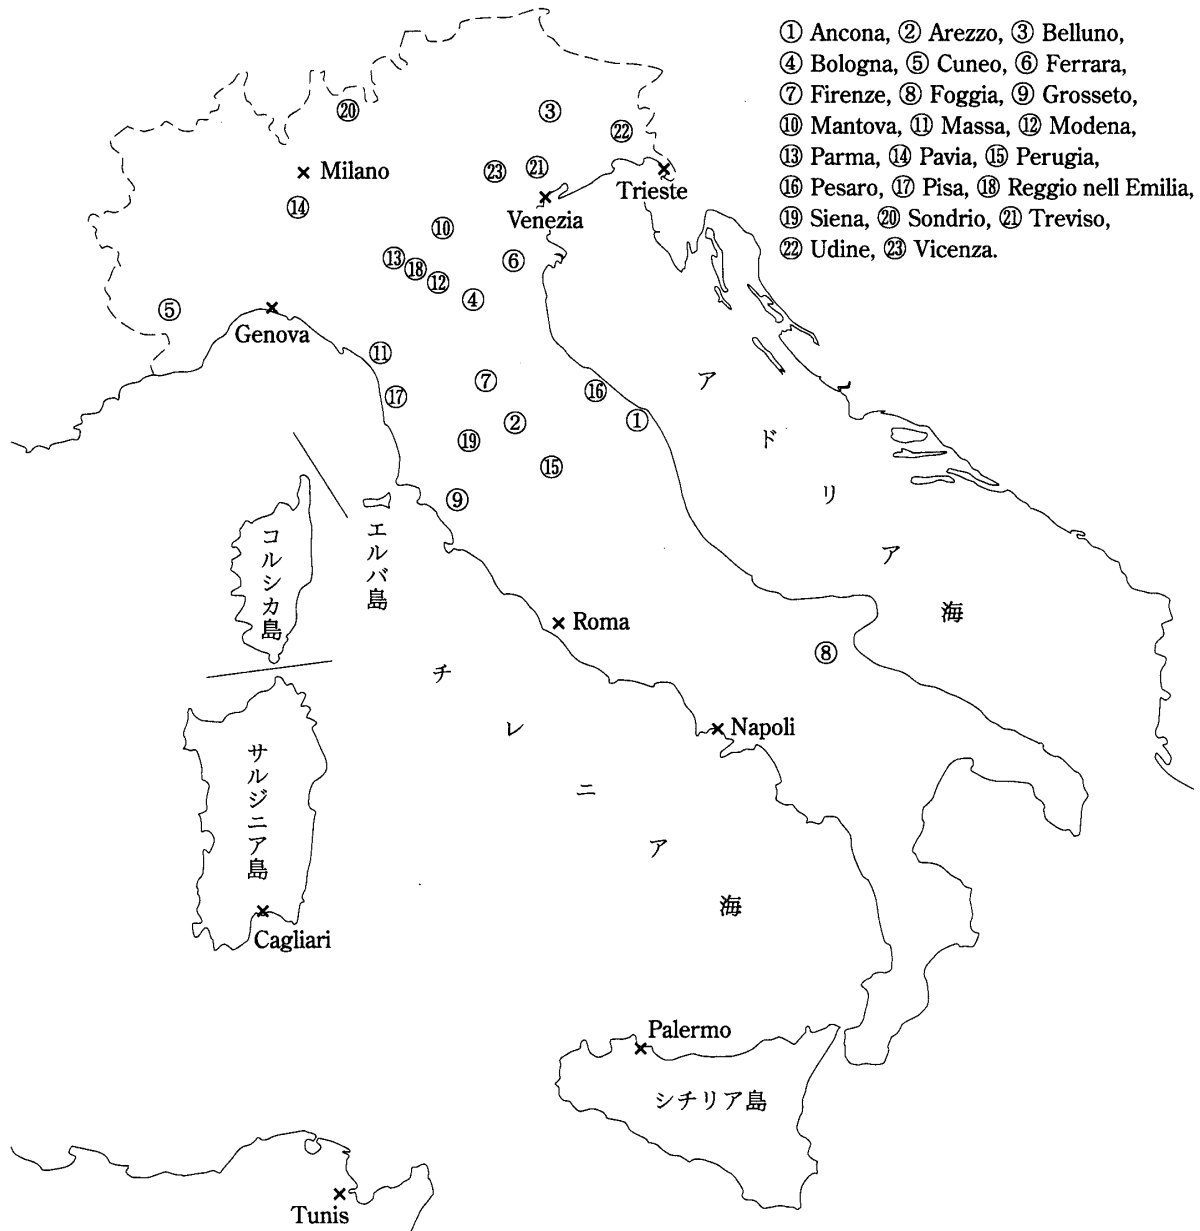 ① Ancona, ② Arezzo, ③ Belluno,
④ Bologna, ⑤ Cuneo, ⑥ Ferrara,
⑦ Firenze, ⑧ Foggia, ⑨ Grosseto,
⑩ Mantova, ⑪ Massa, ⑫ Modena,
⑬ Parma, ⑭ Pavia, ⑮ Perugia,
⑯ Pesaro, ⑰ Pisa, ⑱ Reggio nell Emilia,
⑲ Siena, ⑳ Sondrio, ㉑ Treviso,
㉒ Udine, ㉓ Vicenza.
⑳
③
㉒
× Milano
㉓
㉑
× Trieste
⑭
× Venezia
⑩
⑬
⑱
⑫
⑥
④
⑤
× Genova
⑪
⑦
⑰
⑯
②
①
⑲
⑮
⑨
アドリア海
コルシカ島
エルバ島
× Roma
⑧
チレニア海
× Napoli
サルジニア島
× Cagliari
× Palermo
シチリア島
× Tunis